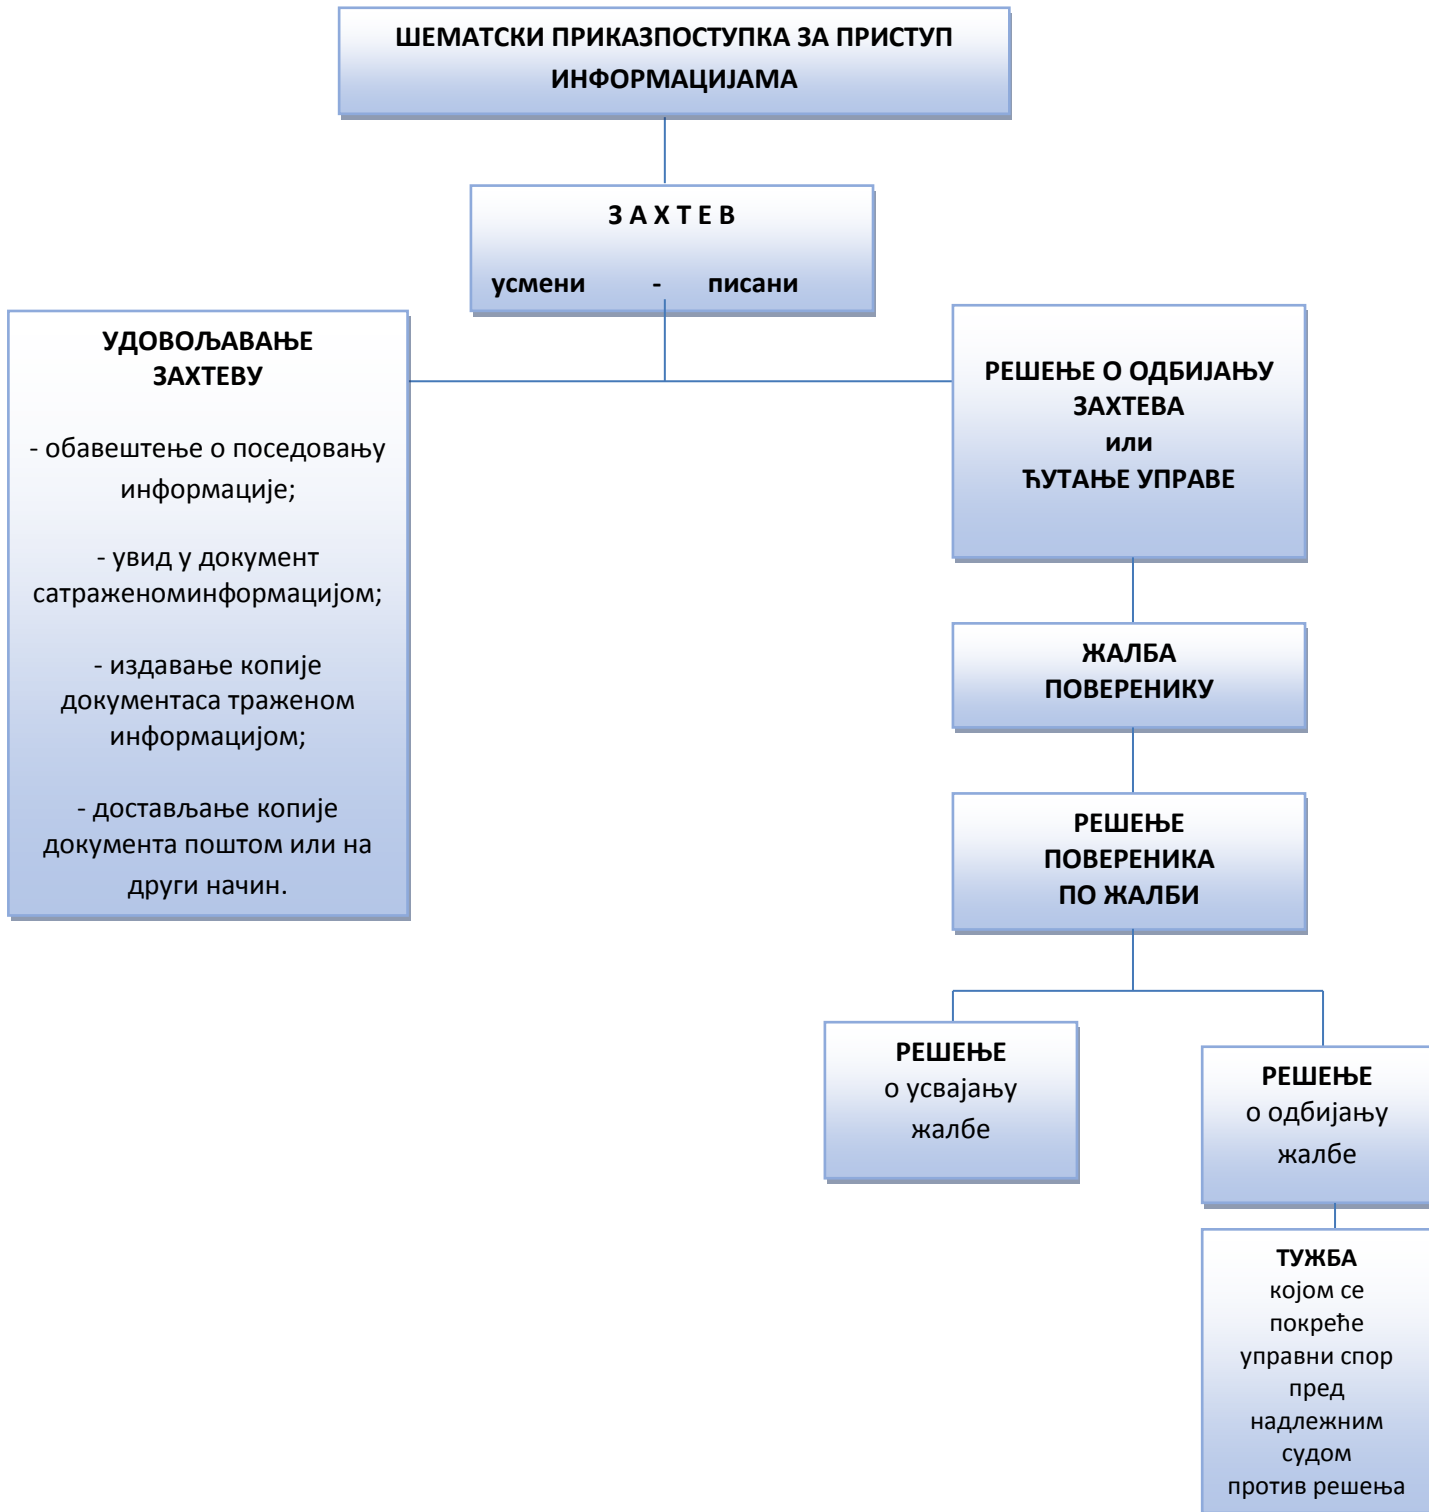 ШЕМАТСКИ ПРИКАЗПОСТУПКА ЗА ПРИСТУП
ИНФОРМАЦИЈАМА
З А Х Т Е В
усмени - писани
УДОВОЉАВАЊЕ
ЗАХТЕВУ
- обавештење о поседовању
информације;
- увид у документ
сатраженоминформацијом;
- издавање копије
документаса траженом
информацијом;
- достављање копије
документа поштом или на
други начин.
РЕШЕЊЕ О ОДБИЈАЊУ
ЗАХТЕВА
или
ЋУТАЊЕ УПРАВЕ
ЖАЛБА
ПОВЕРЕНИКУ
РЕШЕЊЕ
ПОВЕРЕНИКА
ПО ЖАЛБИ
РЕШЕЊЕ
о усвајању
жалбе
РЕШЕЊЕ
о одбијању
жалбе
ТУЖБА
којом се
покреће
управни спор
пред
надлежним
судом
против решења